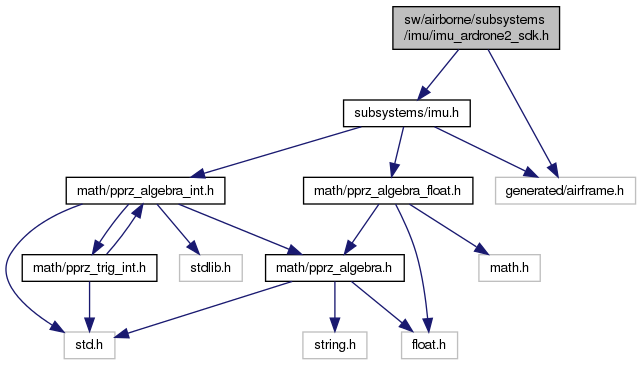 sw/airborne/subsystems
/imu/imu_ardrone2_sdk.h
subsystems/imu.h
math/pprz_algebra_int.h
math/pprz_algebra_float.h
generated/airframe.h
math/pprz_trig_int.h
stdlib.h
math/pprz_algebra.h
math.h
std.h
string.h
float.h